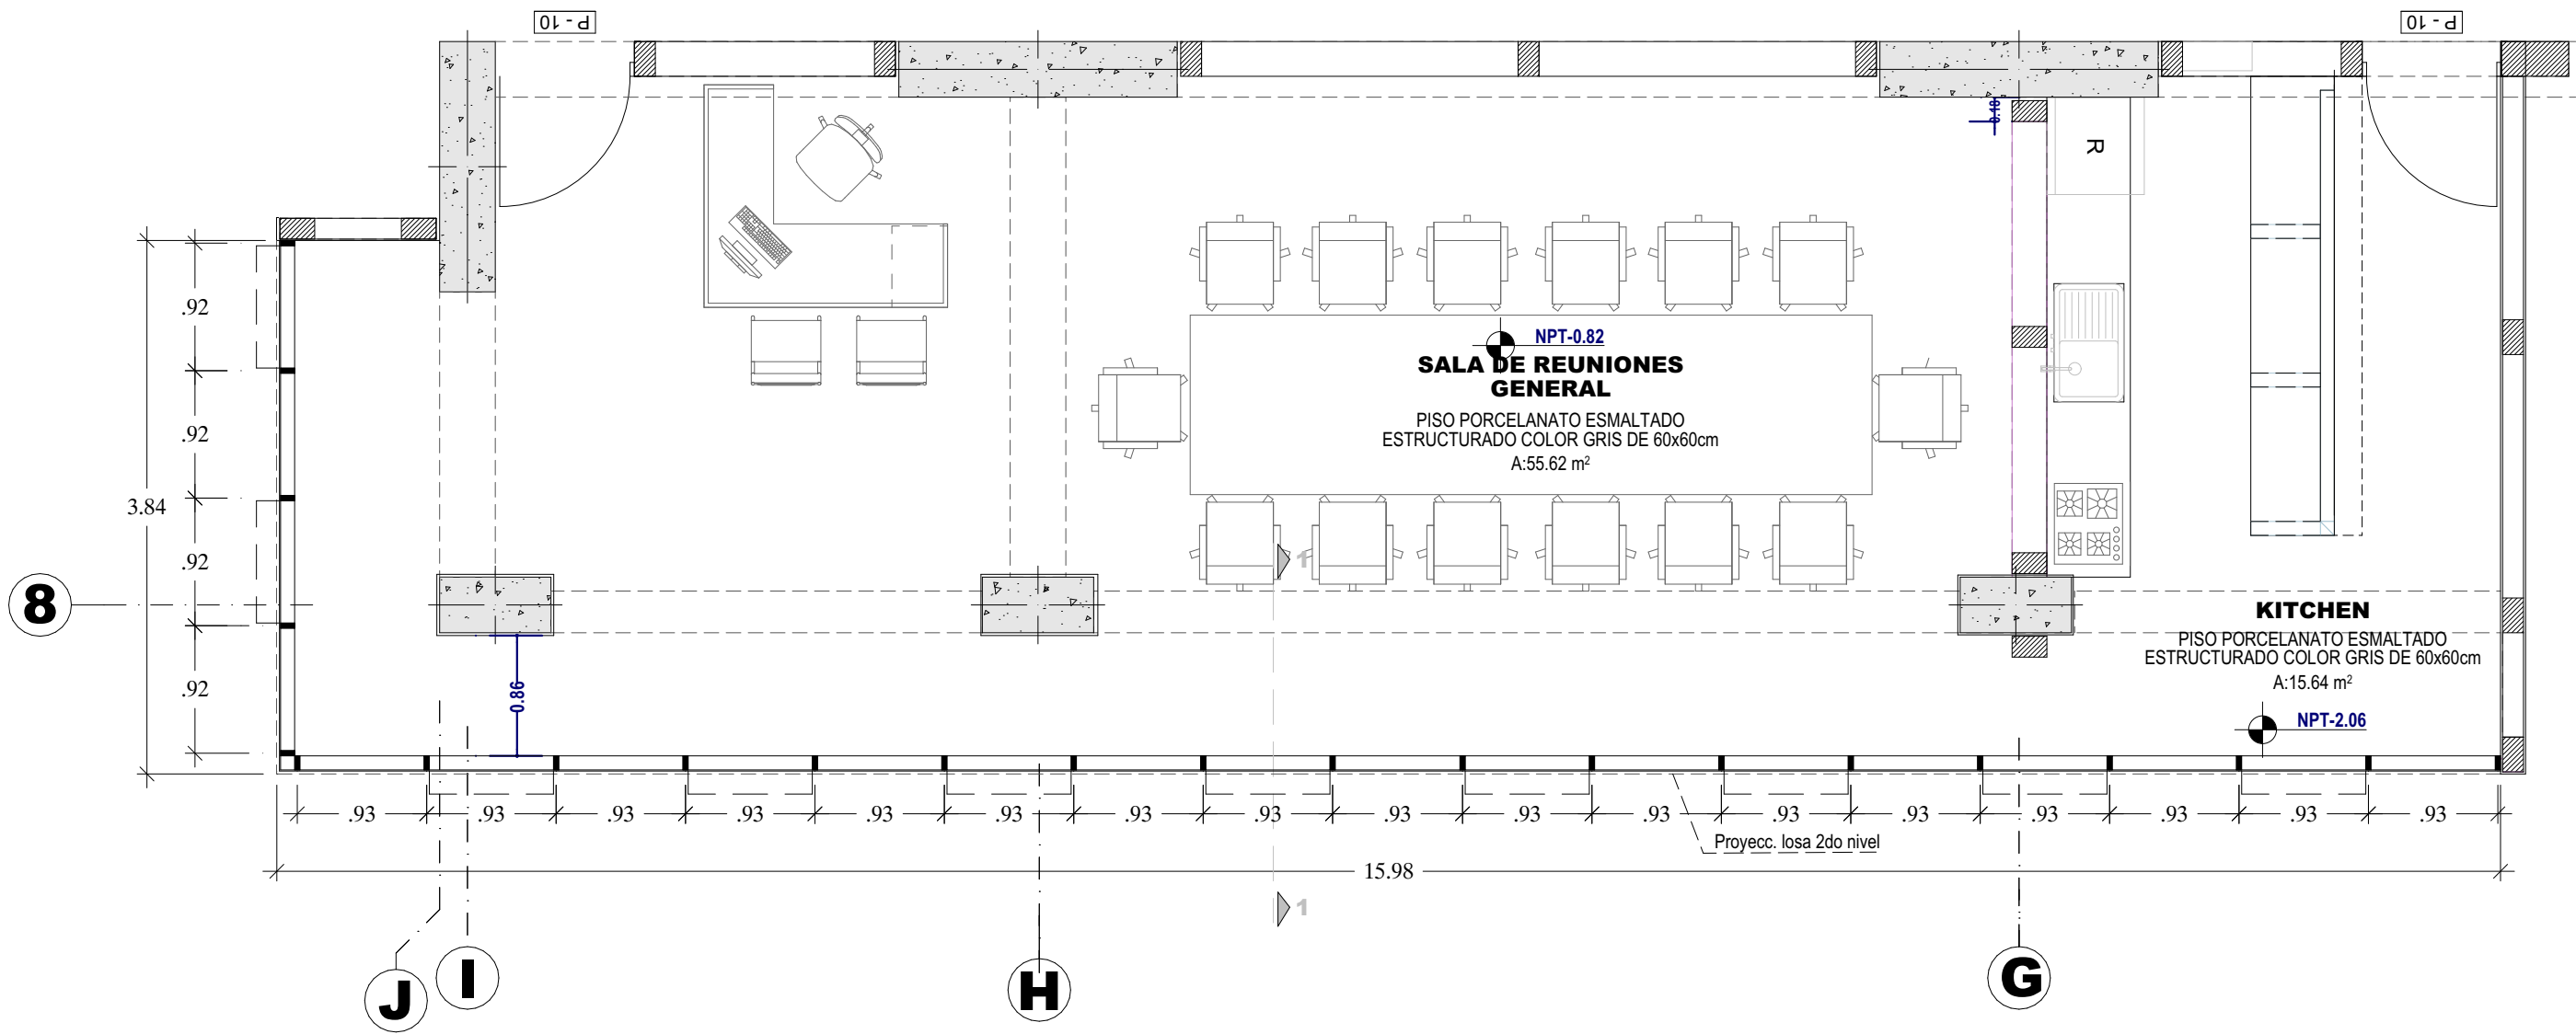 P - 10
P - 10
0.18
R
.92
.92
.92
.92
3.84
8
NPT-0.82
SALA DE REUNIONES
GENERAL
PISO PORCELANATO ESMALTADO
ESTRUCTURADO COLOR GRIS DE 60x60cm
A:55.62 m²
1
KITCHEN
PISO PORCELANATO ESMALTADO
ESTRUCTURADO COLOR GRIS DE 60x60cm
A:15.64 m²
NPT-2.06
0.86
.93 .93 .93 .93 .93 .93 .93 .93 .93 .93 .93 .93 .93 .93 .93 .93 .93
Proyecc. losa 2do nivel
15.98
1
J I H G